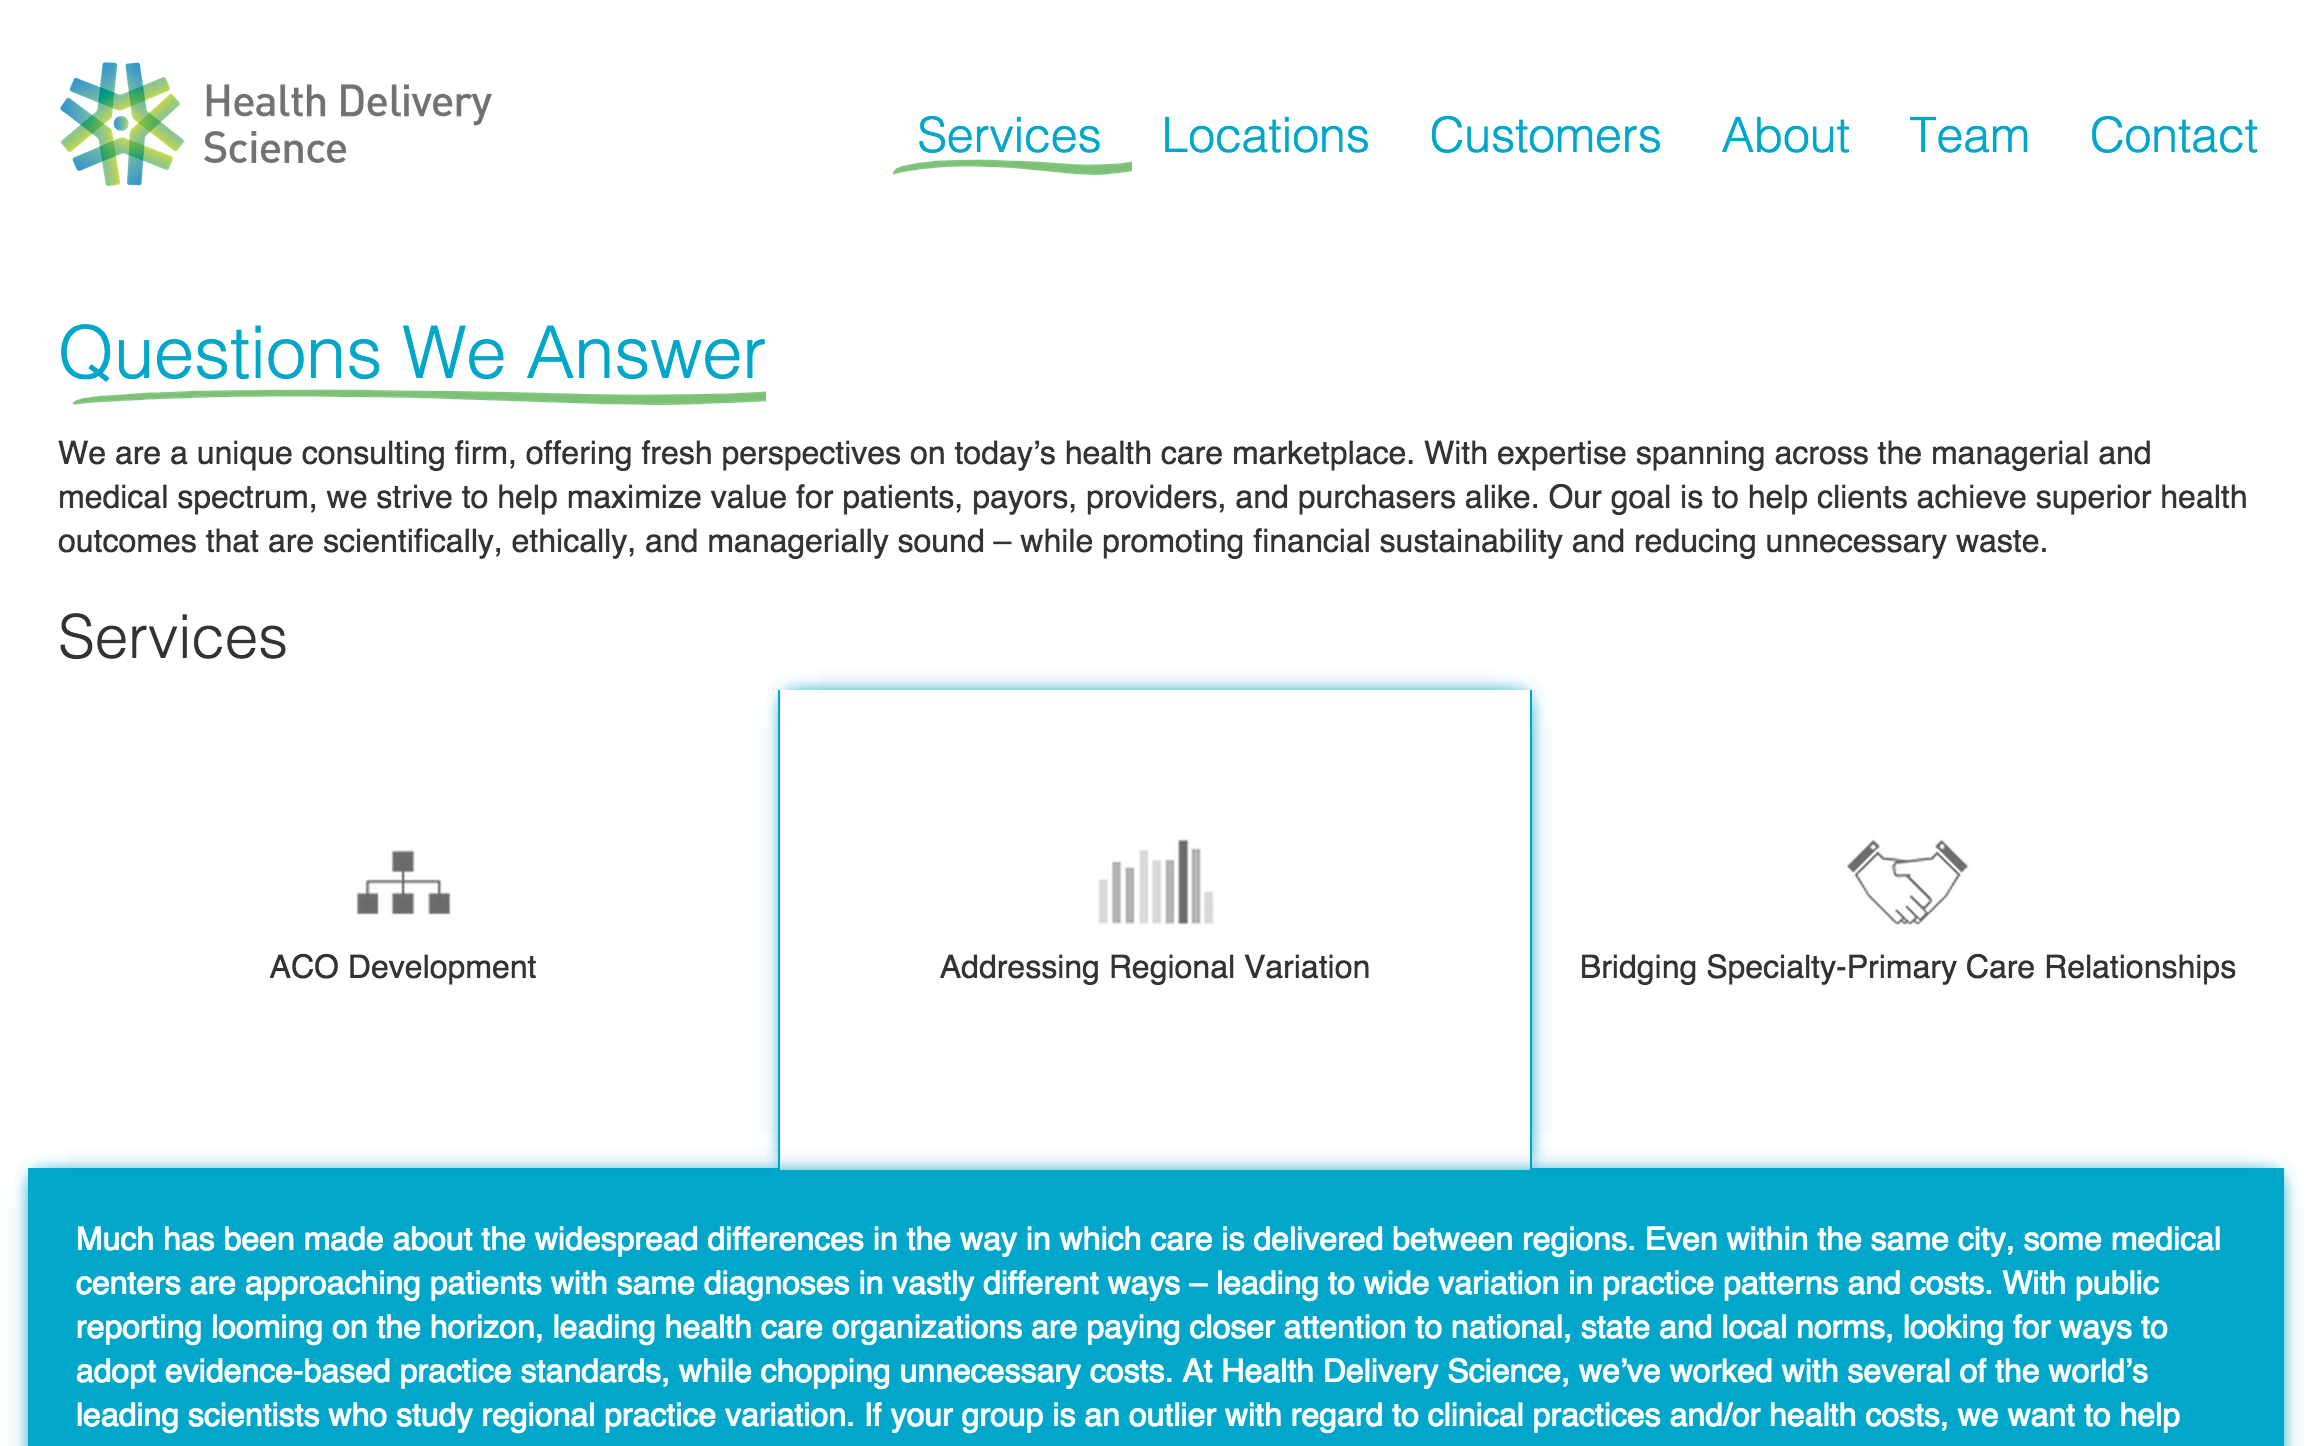 Health Delivery
Science
Services Locations Customers About Team Contact
Questions We Answer
We are a unique consulting firm, offering fresh perspectives on today’s health care marketplace. With expertise spanning across the managerial and
medical spectrum, we strive to help maximize value for patients, payors, providers, and purchasers alike. Our goal is to help clients achieve superior health
outcomes that are scientifically, ethically, and managerially sound – while promoting financial sustainability and reducing unnecessary waste.
Services
ACO Development
Addressing Regional Variation
Bridging Specialty-Primary Care Relationships
Much has been made about the widespread differences in the way in which care is delivered between regions. Even within the same city, some medical
centers are approaching patients with same diagnoses in vastly different ways – leading to wide variation in practice patterns and costs. With public
reporting looming on the horizon, leading health care organizations are paying closer attention to national, state and local norms, looking for ways to
adopt evidence-based practice standards, while chopping unnecessary costs. At Health Delivery Science, we’ve worked with several of the world’s
leading scientists who study regional practice variation. If your group is an outlier with regard to clinical practices and/or health costs, we want to help